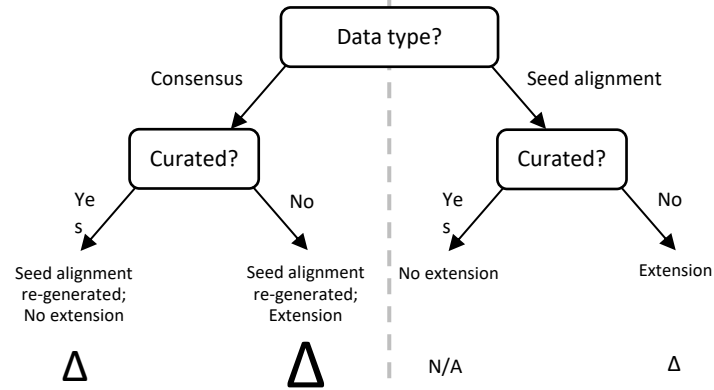 Data type?
Consensus
Seed alignment
Curated?
Curated?
Ye
s
No
Ye
s
No
Seed alignment
re-generated;
No extension
Seed alignment
re-generated;
Extension
No extension
Extension
Δ
Δ
N/A
Δ